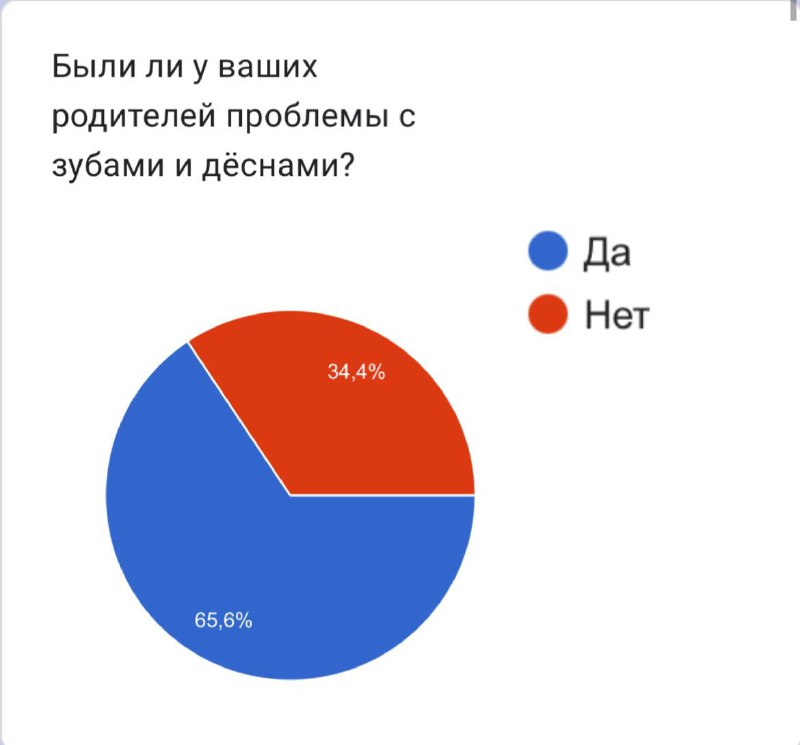 Были ли у ваших
родителей проблемы с
зубами и дёснами?
Да
Нет
34,4%
65,6%